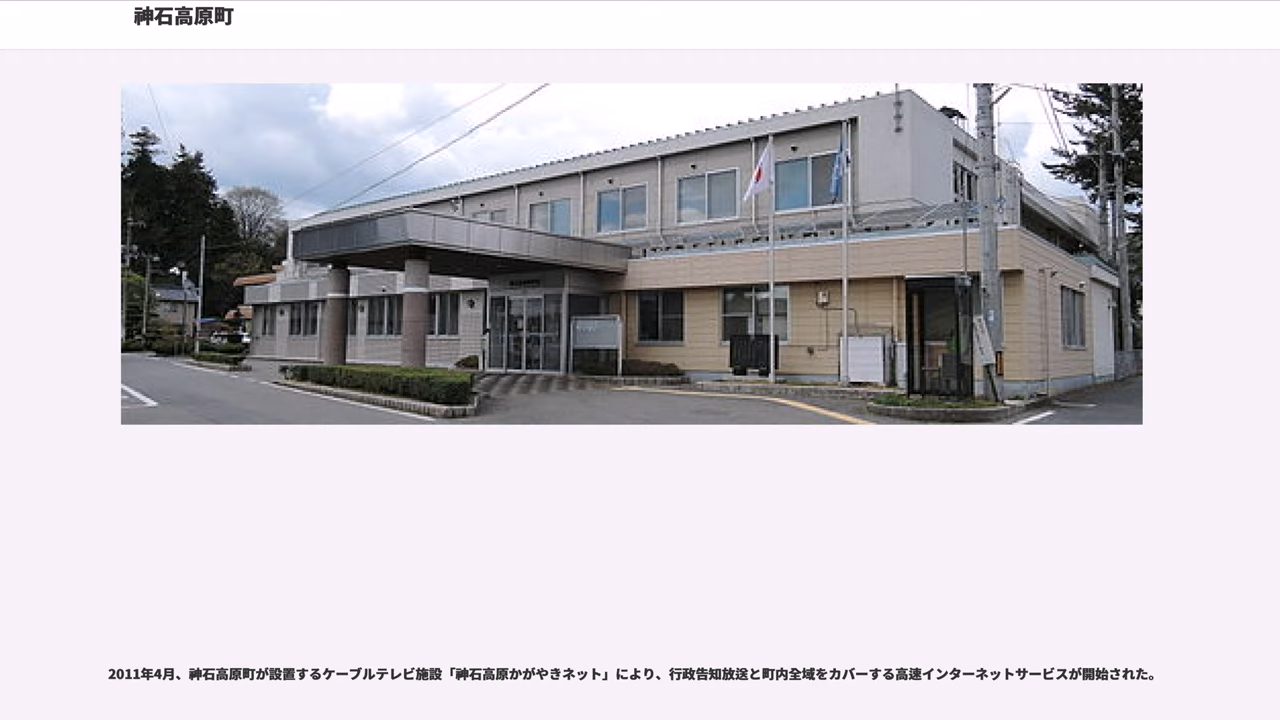 神石高原町
2011年4月、神石高原町が設置するケーブルテレビ施設「神石高原かがやきネット」により、行政告知放送と町内全域をカバーする高速インターネットサービスが開始された。